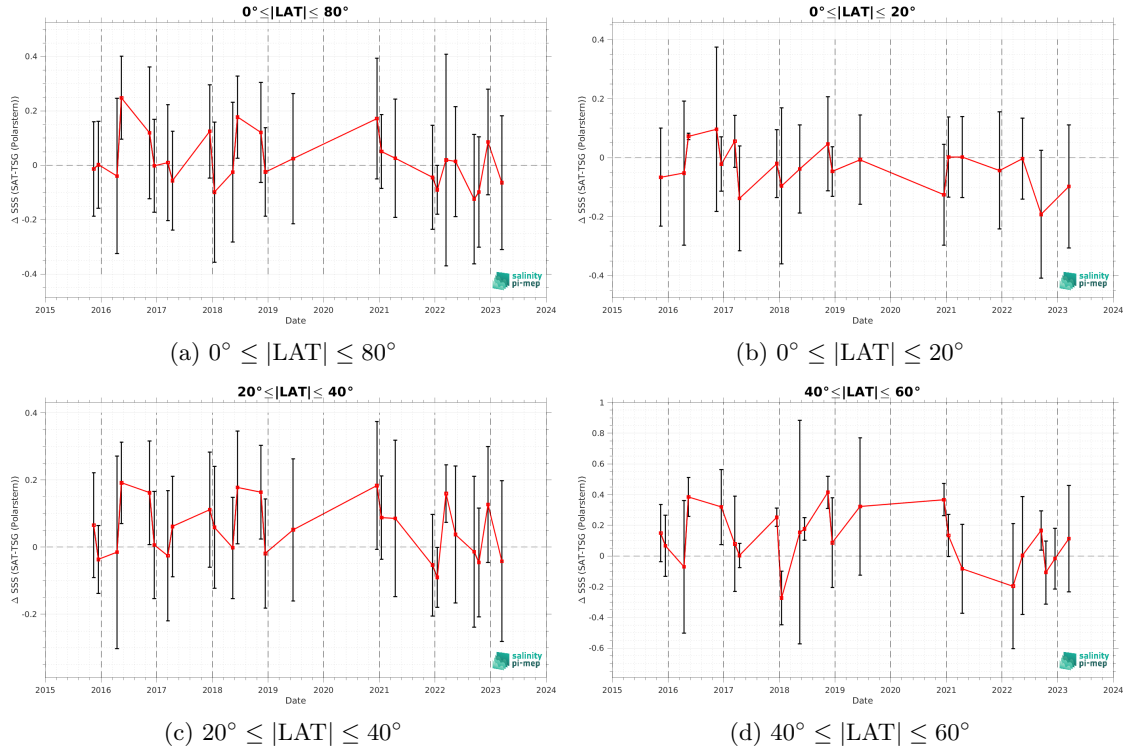 0°≤|LAT|≤ 80°
Δ SSS (SAT-TSG (Polarstern))
0.4
0.2
0
-0.2
-0.4
2015 2016 2017 2018 2019 2020 2021 2022 2023 2024
Date
salinity
pi-mep
(a) 0° ≤ |LAT| ≤ 80°
0°≤|LAT|≤ 20°
Δ SSS (SAT-TSG (Polarstern))
0.4
0.2
0
-0.2
-0.4
2015 2016 2017 2018 2019 2020 2021 2022 2023 2024
Date
salinity
pi-mep
(b) 0° ≤ |LAT| ≤ 20°
20°≤|LAT|≤ 40°
Δ SSS (SAT-TSG (Polarstern))
0.4
0.2
0
-0.2
2015 2016 2017 2018 2019 2020 2021 2022 2023 2024
Date
salinity
pi-mep
(c) 20° ≤ |LAT| ≤ 40°
40°≤|LAT|≤ 60°
Δ SSS (SAT-TSG (Polarstern))
1
0.8
0.6
0.4
0.2
0
-0.2
-0.4
-0.6
2015 2016 2017 2018 2019 2020 2021 2022 2023 2024
Date
salinity
pi-mep
(d) 40° ≤ |LAT| ≤ 60°